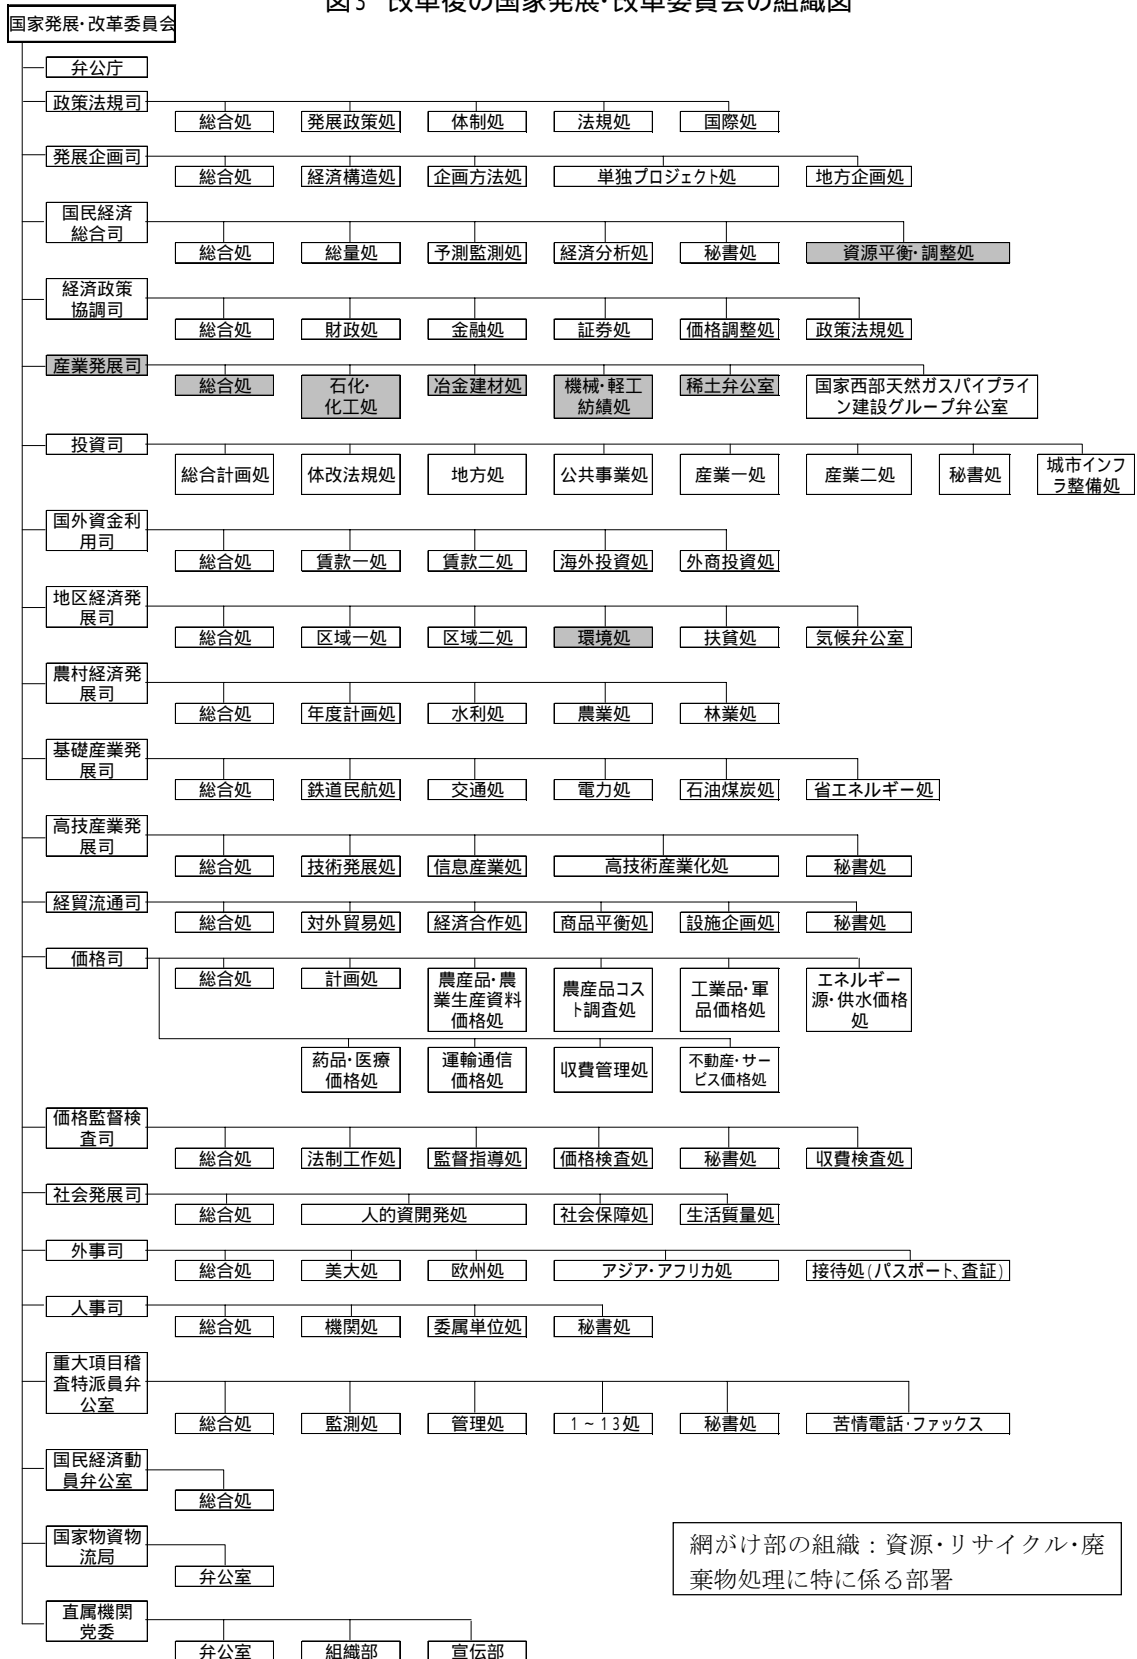 図3 改革後の国家発展･改革委員会の組織図
国家発展･改革委員会
弁公庁
政策法規司
総合処 発展政策処 体制処 法規処 国際処
発展企画司
総合処 経済構造処 企画方法処 単独プロジェクト処 地方企画処
国民経済
総合司
総合処 総量処 予測監測処 経済分析処 秘書処 資源平衡･調整処
経済政策
協調司
総合処 財政処 金融処 証券処 価格調整処 政策法規処
産業発展司
総合処 石化･
化工処 冶金建材処 機械･軽工
紡績処 稀土弁公室 国家西部天然ガスパイプライ
ン建設グループ弁公室
投資司
総合計画処 体改法規処 地方処 公共事業処 産業一処 産業二処 秘書処 城市インフ
ラ整備処
国外資金利
用司
総合処 賃款一処 賃款二処 海外投資処 外商投資処
地区経済発
展司
総合処 区域一処 区域二処 環境処 扶貧処 気候弁公室
農村経済発
展司
総合処 年度計画処 水利処 農業処 林業処
基礎産業発
展司
総合処 鉄道民航処 交通処 電力処 石油煤炭処 省エネルギー処
高技産業発
展司
総合処 技術発展処 信息産業処 高技術産業化処 秘書処
経貿流通司
総合処 対外貿易処 経済合作処 商品平衡処 設施企画処 秘書処
価格司
総合処 計画処 農産品･農
業生産資料
価格処 農産品コス
ト調査処 工業品･軍
品価格処 エネルギー
源･供水価格
処
葯品･医療
価格処 運輸通信
価格処 収費管理処 不動産･サー
ビス価格処
価格監督検
査司
総合処 法制工作処 監督指導処 価格検査処 秘書処 収費検査処
社会発展司
総合処 人的資開発処 社会保障処 生活質量処
外事司
総合処 美大処 欧州処 アジア･アフリカ処 接待処(パスポート､査証)
人事司
総合処 機関処 委属単位処 秘書処
重大項目稽
査特派員弁
公室
総合処 監測処 管理処 1～13処 秘書処 苦情電話･ファックス
国民経済動
員弁公室
総合処
国家物資物
流局
弁公室
網がけ部の組織：資源･リサイクル･廃
棄物処理に特に係る部署
直属機関
党委
弁公室 組織部 宣伝部